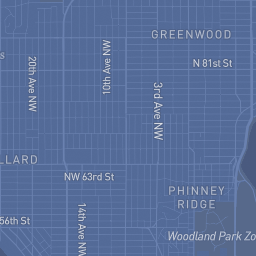 GREENWOOD
N 81st St
20th Ave NW
10th Ave NW
3rd Ave NW
LLARD
NW 63rd St
PHINNEY
RIDGE
56th St
14th Ave NW
Woodland Park Zo